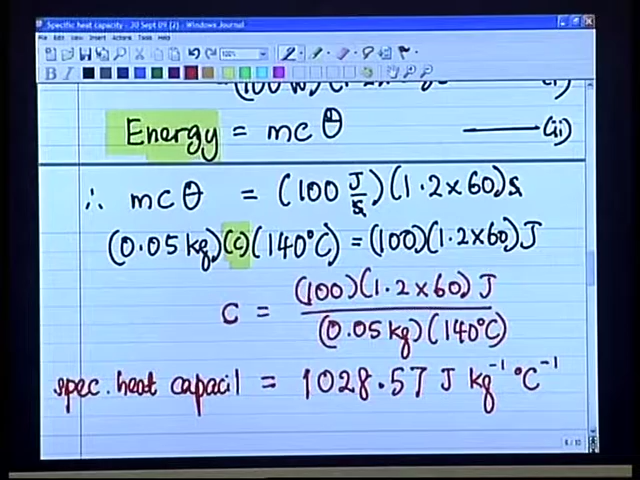 Specific heat capacity - 30 Sept 09 (2) - Windows Journal
File Edit View Insert Actions Tools Help
100%
B I
Energy = mcθ ——— (ii)
∴ mcθ = (100 J/s)(1.2×60)s
(0.05 kg)(c)(140°C) = (100)(1.2×60)J
c = (100)(1.2×60) J / (0.05 kg)(140°C)
spec. heat capacit = 1028.57 J kg⁻¹ °C⁻¹